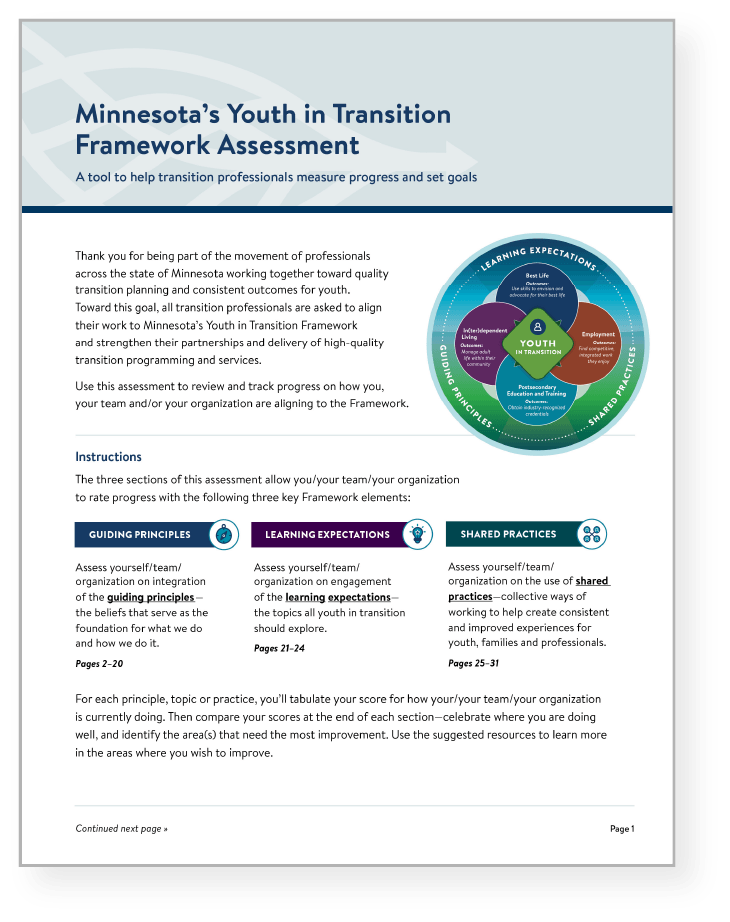 Minnesota's Youth in Transition
Framework Assessment
A tool to help transition professionals measure progress and set goals
Thank you for being part of the movement of professionals
across the state of Minnesota working together toward quality
transition planning and consistent outcomes for youth.
Toward this goal, all transition professionals are asked to align
their work to Minnesota's Youth in Transition Framework
and strengthen their partnerships and delivery of high-quality
transition programming and services.
Use this assessment to review and track progress on how you,
your team and/or your organization are aligning to the Framework.
LEARNING EXPECTATIONS
Best Life
Outcomes:
Use skills to envision and
advocate for their best life
In(ter)dependent
Living
Outcomes:
Manage adult
life within their
community
YOUTH
IN TRANSITION
Employment
Outcomes:
Find competitive,
integrated work
they enjoy
Postsecondary
Education and Training
Outcomes:
Obtain industry-recognized
credentials
GUIDING PRINCIPLES
SHARED PRACTICES
Instructions
The three sections of this assessment allow you/your team/your organization
to rate progress with the following three key Framework elements:
GUIDING PRINCIPLES
Assess yourself/team/
organization on integration
of the guiding principles—
the beliefs that serve as the
foundation for what we do
and how we do it.
Pages 2–20
LEARNING EXPECTATIONS
Assess yourself/team/
organization on engagement
of the learning expectations—
the topics all youth in transition
should explore.
Pages 21–24
SHARED PRACTICES
Assess yourself/team/
organization on the use of shared
practices—collective ways of
working to help create consistent
and improved experiences for
youth, families and professionals.
Pages 25–31
For each principle, topic or practice, you'll tabulate your score for how your/your team/your organization
is currently doing. Then compare your scores at the end of each section—celebrate where you are doing
well, and identify the area(s) that need the most improvement. Use the suggested resources to learn more
in the areas where you wish to improve.
Continued next page »
Page 1